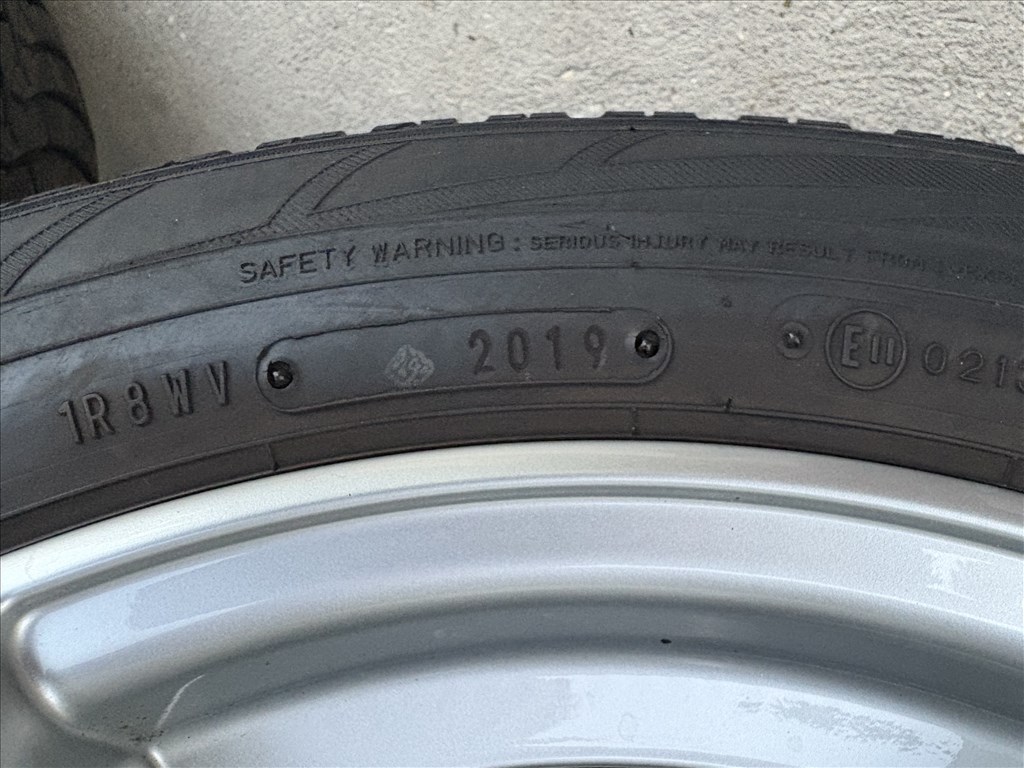 SAFETY WARNING: SERIOUS INJURY MAY RESULT FROM
1R8WV 2019 E11 0213